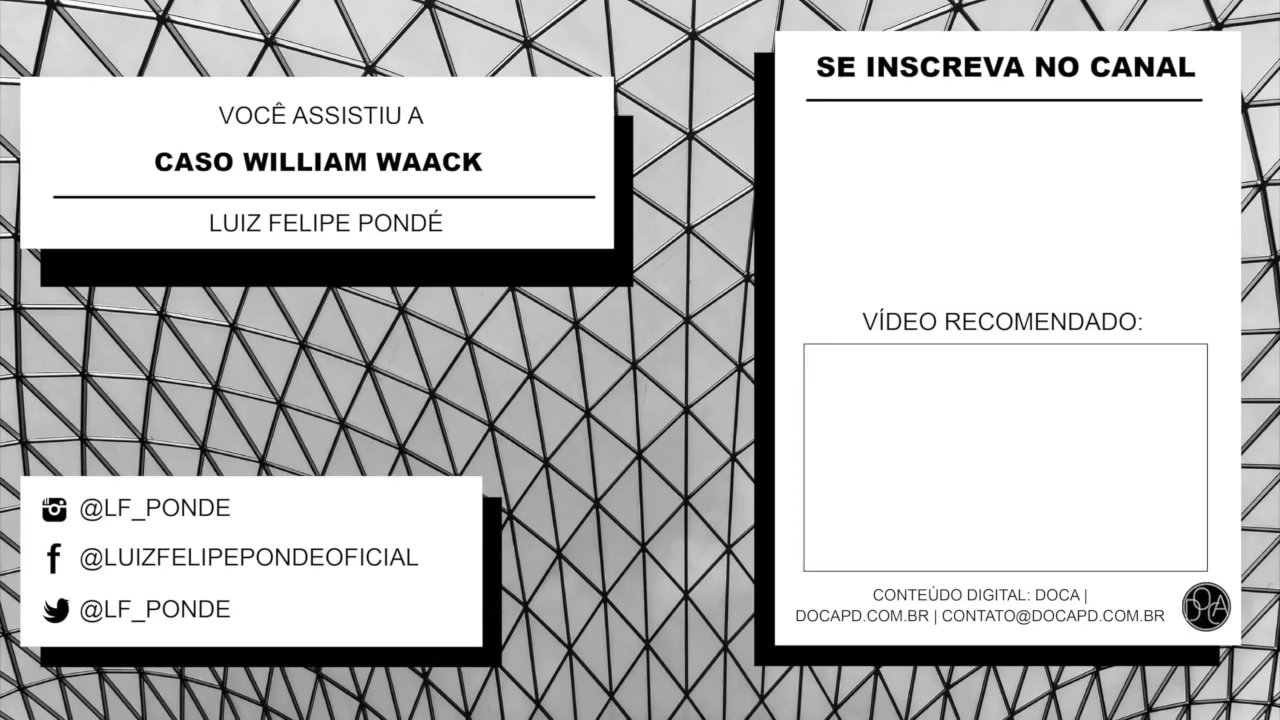 VOCÊ ASSISTIU A
CASO WILLIAM WAACK
LUIZ FELIPE PONDÉ
@LF_PONDE
@LUIZFELIPEPONDEOFICIAL
@LF_PONDE
SE INSCREVA NO CANAL
VÍDEO RECOMENDADO:
CONTEÚDO DIGITAL: DOCA |
DOCAPD.COM.BR | CONTATO@DOCAPD.COM.BR
DOCA